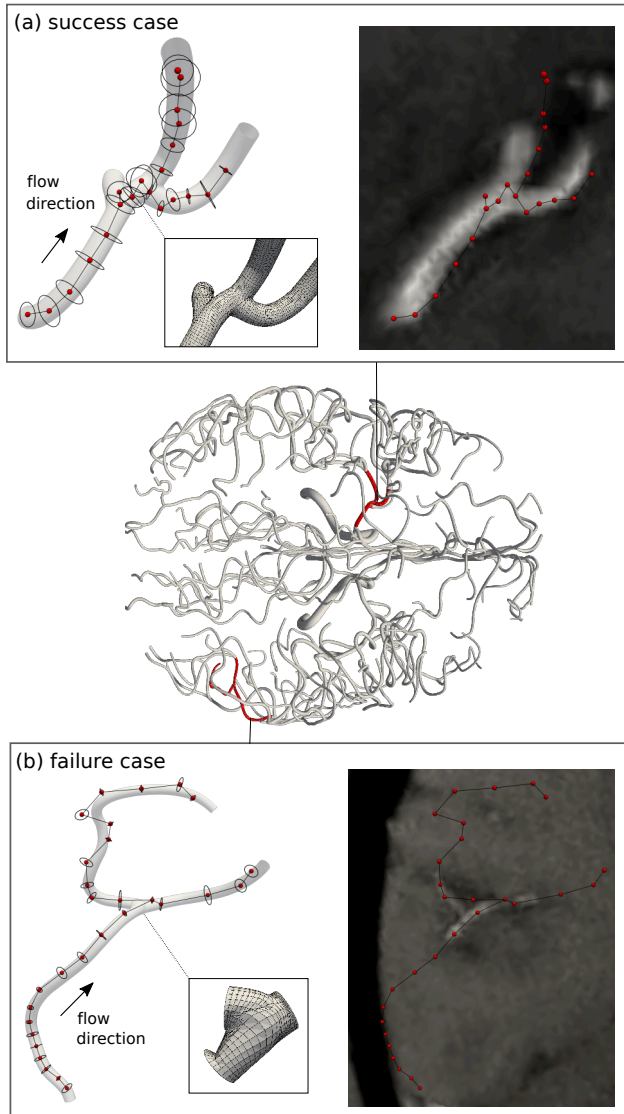 (a) success case
flow
direction
(b) failure case
flow
direction